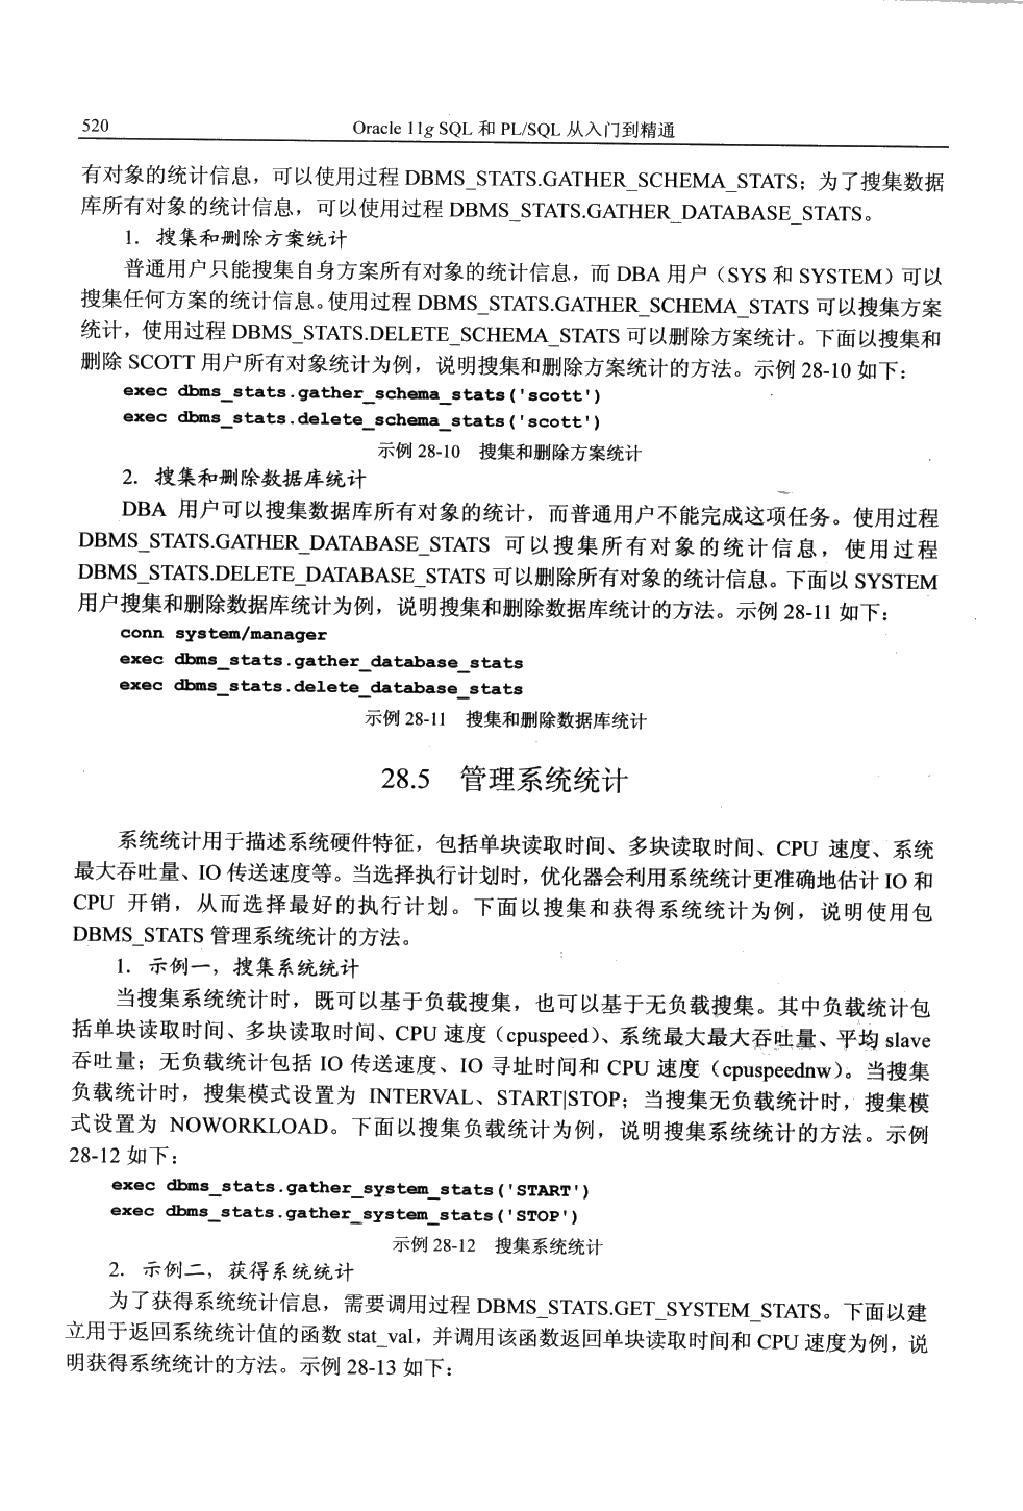 520
Oracle 11g SQL 和 PL/SQL 从入门到精通
有对象的统计信息，可以使用过程 DBMS_STATS.GATHER_SCHEMA_STATS；为了搜集数据
库所有对象的统计信息，可以使用过程 DBMS_STATS.GATHER_DATABASE_STATS。
1．搜集和删除方案统计
普通用户只能搜集自身方案所有对象的统计信息，而 DBA 用户（SYS 和 SYSTEM）可以
搜集任何方案的统计信息。使用过程 DBMS_STATS.GATHER_SCHEMA_STATS 可以搜集方案
统计，使用过程 DBMS_STATS.DELETE_SCHEMA_STATS 可以删除方案统计。下面以搜集和
删除 SCOTT 用户所有对象统计为例，说明搜集和删除方案统计的方法。示例 28-10 如下：
exec dbms_stats.gather_schema_stats('scott')
exec dbms_stats.delete_schema_stats('scott')
示例 28-10 搜集和删除方案统计
2．搜集和删除数据库统计
DBA 用户可以搜集数据库所有对象的统计，而普通用户不能完成这项任务。使用过程
DBMS_STATS.GATHER_DATABASE_STATS 可以搜集所有对象的统计信息，使用过程
DBMS_STATS.DELETE_DATABASE_STATS 可以删除所有对象的统计信息。下面以 SYSTEM
用户搜集和删除数据库统计为例，说明搜集和删除数据库统计的方法。示例 28-11 如下：
conn system/manager
exec dbms_stats.gather_database_stats
exec dbms_stats.delete_database_stats
示例 28-11 搜集和删除数据库统计
28.5 管理系统统计
系统统计用于描述系统硬件特征，包括单块读取时间、多块读取时间、CPU 速度、系统
最大吞吐量、IO 传送速度等。当选择执行计划时，优化器会利用系统统计更准确地估计 IO 和
CPU 开销，从而选择最好的执行计划。下面以搜集和获得系统统计为例，说明使用包
DBMS_STATS 管理系统统计的方法。
1．示例一，搜集系统统计
当搜集系统统计时，既可以基于负载搜集，也可以基于无负载搜集。其中负载统计包
括单块读取时间、多块读取时间、CPU 速度（cpuspeed）、系统最大最大吞吐量、平均 slave
吞吐量；无负载统计包括 IO 传送速度、IO 寻址时间和 CPU 速度（cpuspeednw）。当搜集
负载统计时，搜集模式设置为 INTERVAL、START|STOP；当搜集无负载统计时，搜集模
式设置为 NOWORKLOAD。下面以搜集负载统计为例，说明搜集系统统计的方法。示例
28-12 如下：
exec dbms_stats.gather_system_stats('START')
exec dbms_stats.gather_system_stats('STOP')
示例 28-12 搜集系统统计
2．示例二，获得系统统计
为了获得系统统计信息，需要调用过程 DBMS_STATS.GET_SYSTEM_STATS。下面以建
立用于返回系统统计值的函数 stat_val，并调用该函数返回单块读取时间和 CPU 速度为例，说
明获得系统统计的方法。示例 28-13 如下：